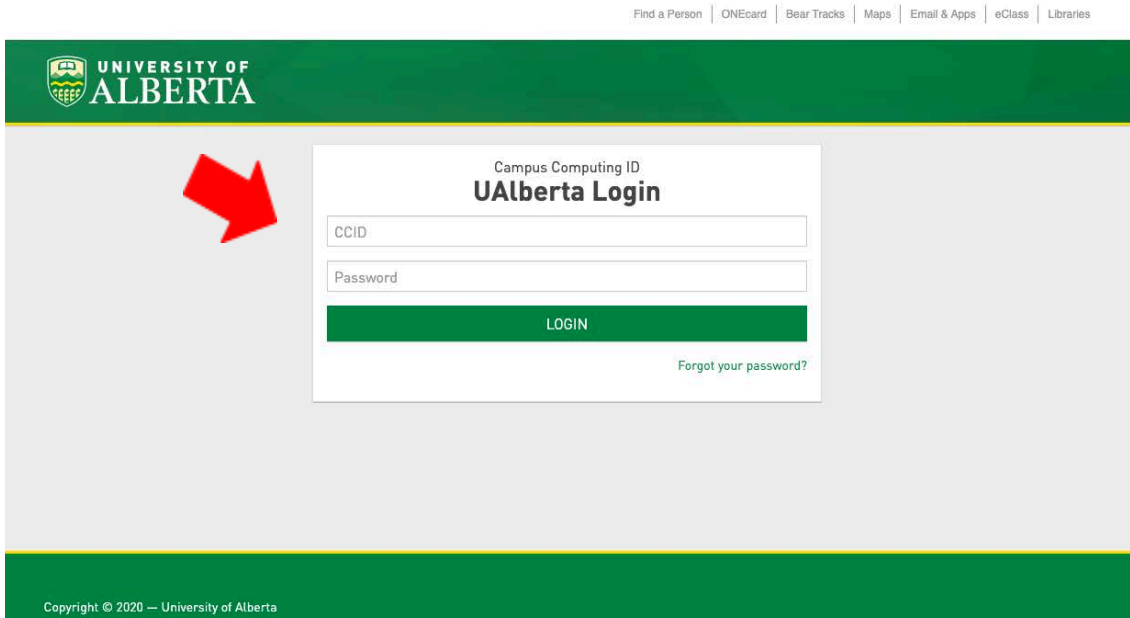 Find a Person | ONEcard | Bear Tracks | Maps | Email & Apps | eClass | Libraries
UNIVERSITY OF
ALBERTA
Campus Computing ID
UAlberta Login
CCID
Password
LOGIN
Forgot your password?
Copyright © 2020 — University of Alberta